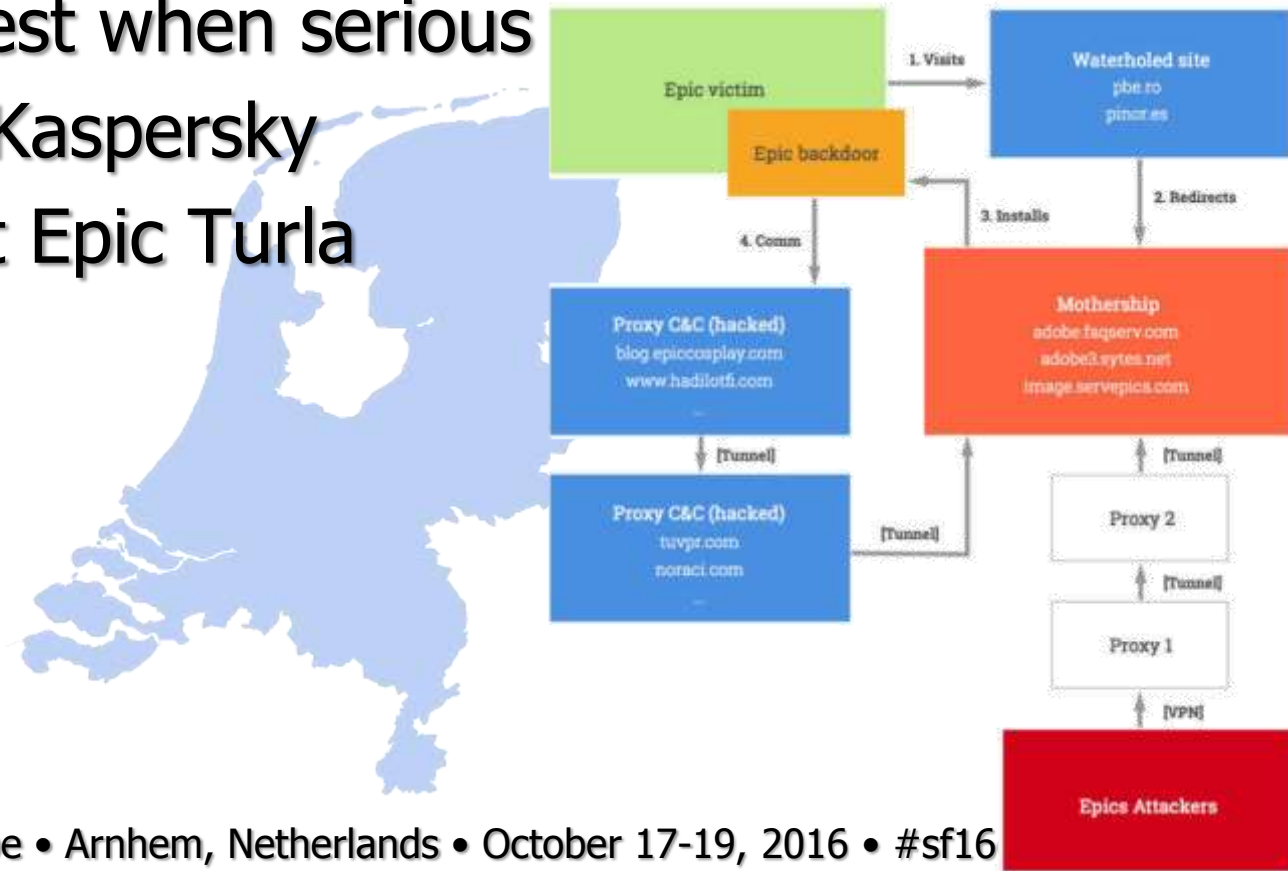 est when serious
Kaspersky
t Epic Turla
Epic victim
Epic backdoor
1. Visits
Waterholed site
pbe.ro
pinor.es
2. Redirects
3. Installs
4. Comm
Proxy C&C (hacked)
blog.epiccosplay.com
www.hadilotfi.com
...
Mothership
adobe.faqserv.com
adobe3.sytes.net
image.servepics.com
[Tunnel]
Proxy C&C (hacked)
tuvpr.com
noraci.com
...
[Tunnel]
[Tunnel]
Proxy 2
[Tunnel]
Proxy 1
[VPN]
Epics Attackers
e • Arnhem, Netherlands • October 17-19, 2016 • #sf16